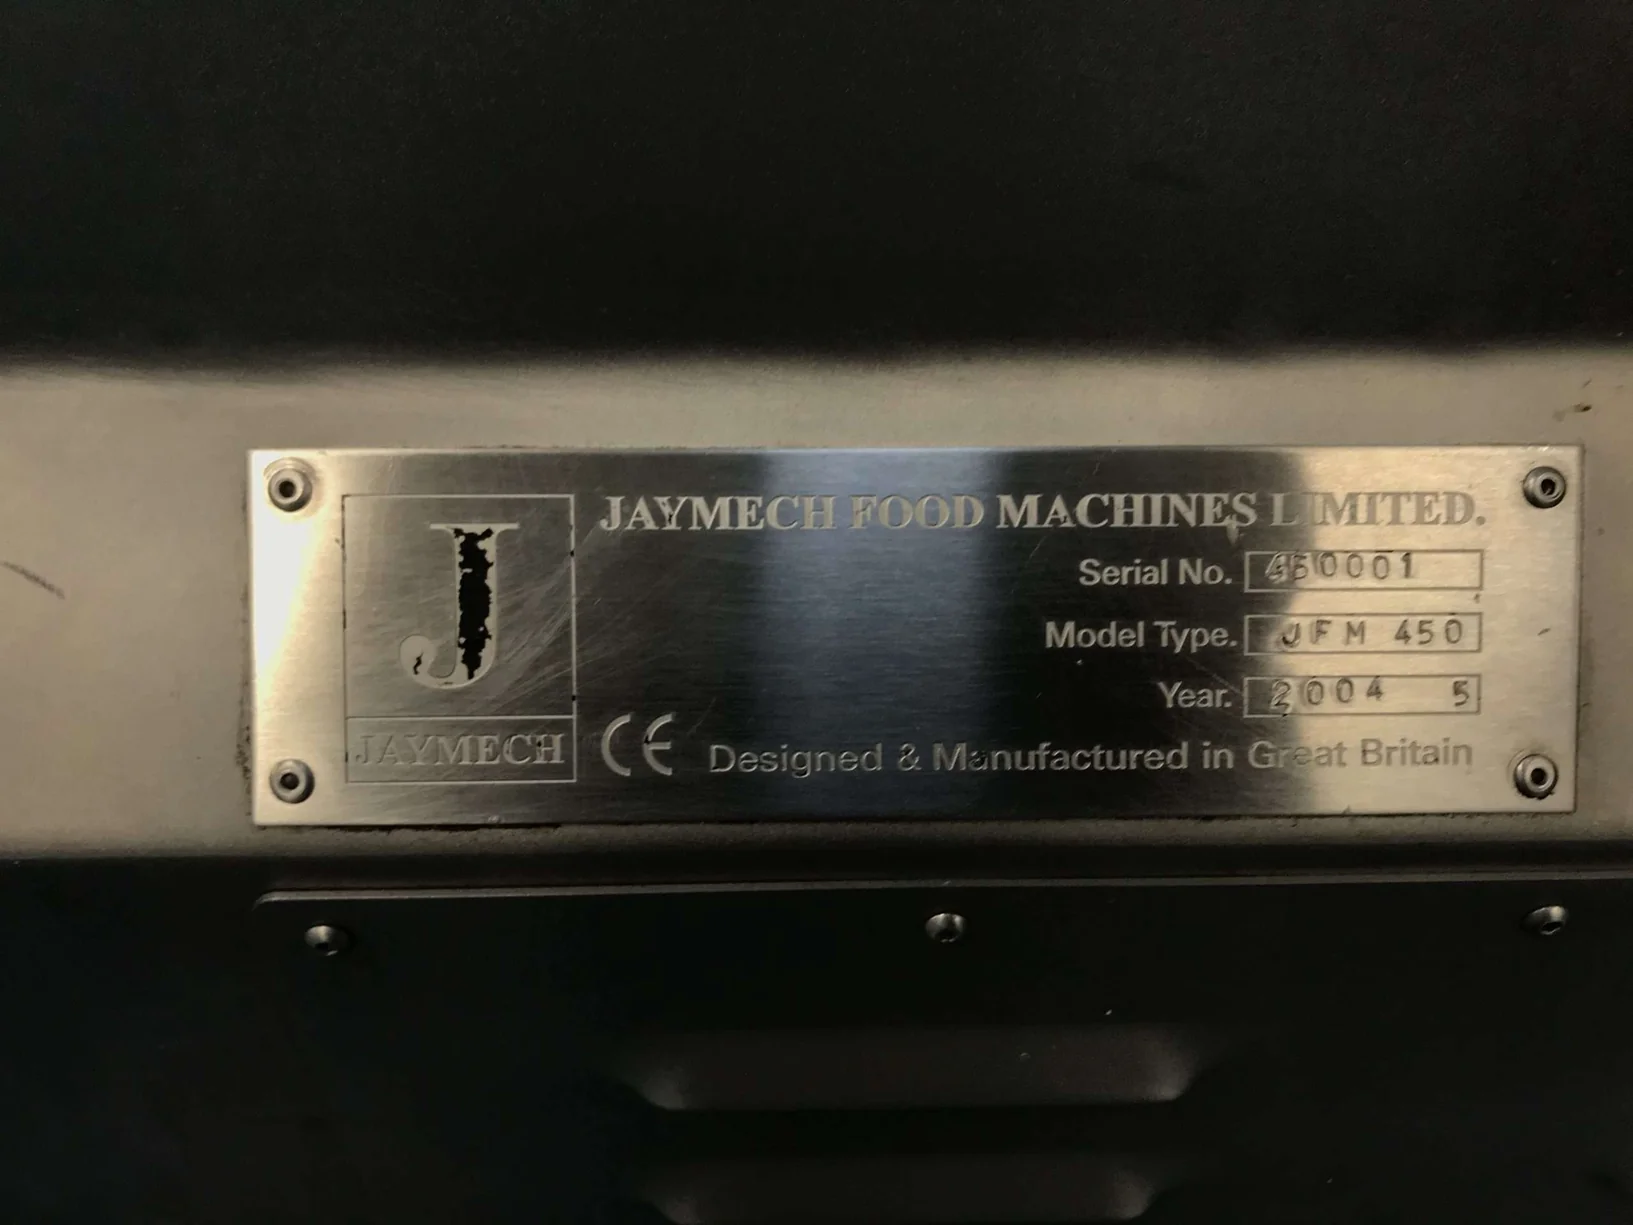 J
JAYMECH
JAYMECH FOOD MACHINES LIMITED.
Serial No. 450001
Model Type. JFM 450
Year. 2004 5
CE Designed & Manufactured in Great Britain